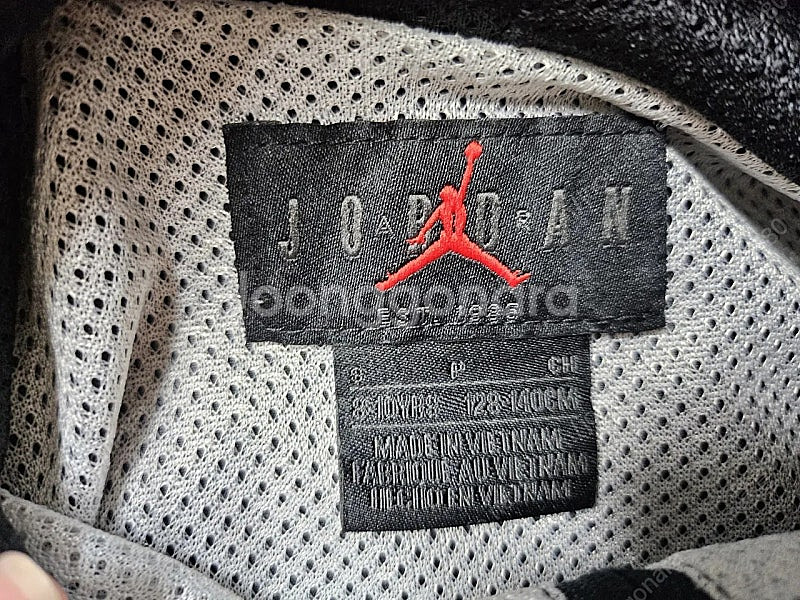 JORDAN
AIR
joonggonara
EST. 1985
S P CH
8-10YRS 128-140CM
MADE IN VIETNAM
FABRIQUE AU VIETNAM
HECHO EN VIETNAM